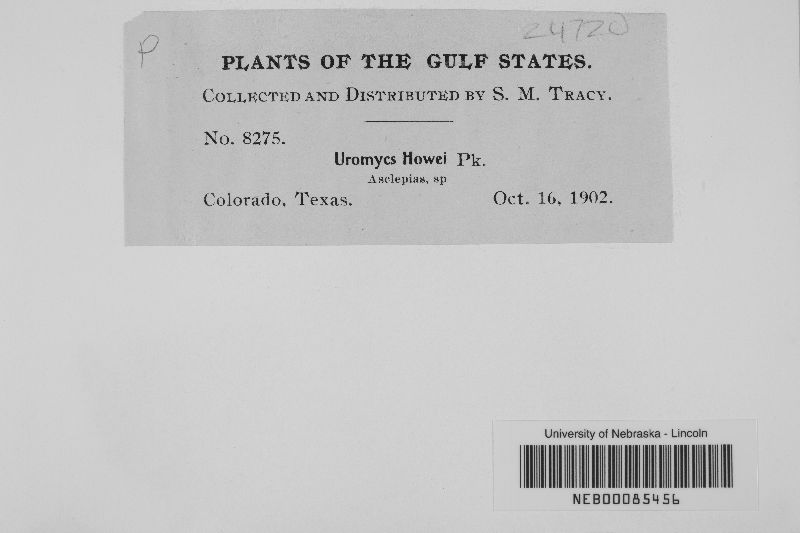 P
24720
PLANTS OF THE GULF STATES.
COLLECTED AND DISTRIBUTED BY S. M. TRACY.
No. 8275.
Uromycs Howei Pk.
Asclepias, sp
Colorado, Texas. Oct. 16, 1902.
University of Nebraska - Lincoln
NEB00085456